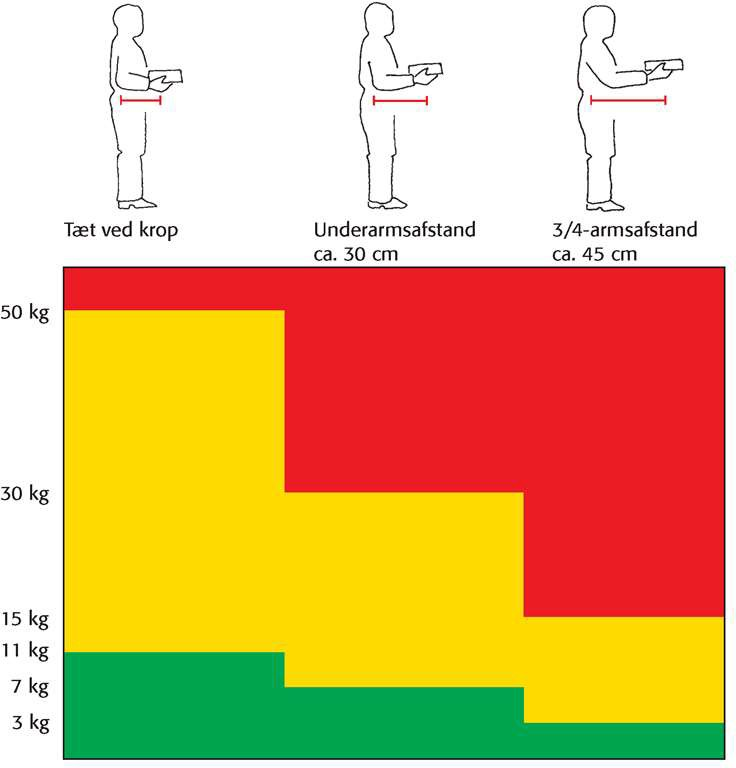 Tæt ved krop
Underarmsafstand
ca. 30 cm
3/4-armsafstand
ca. 45 cm
50 kg
30 kg
15 kg
11 kg
7 kg
3 kg